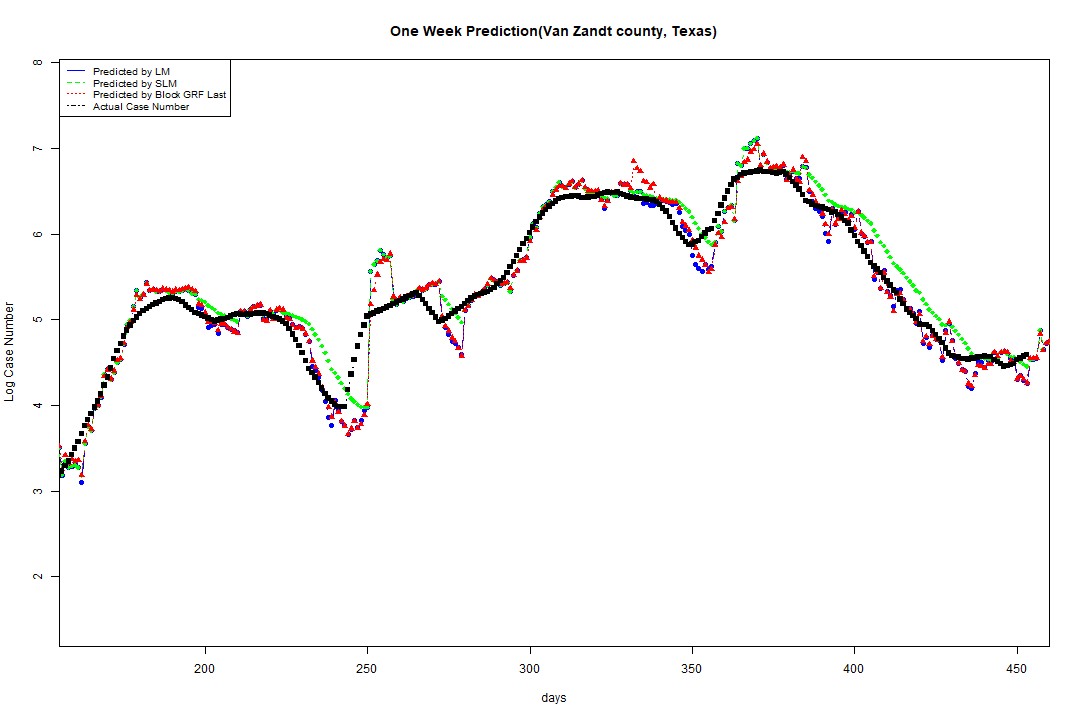 One Week Prediction(Van Zandt county, Texas)
Predicted by LM
Predicted by SLM
Predicted by Block GRF Last
Actual Case Number
8
7
6
5
4
3
2
Log Case Number
200 250 300 350 400 450
days